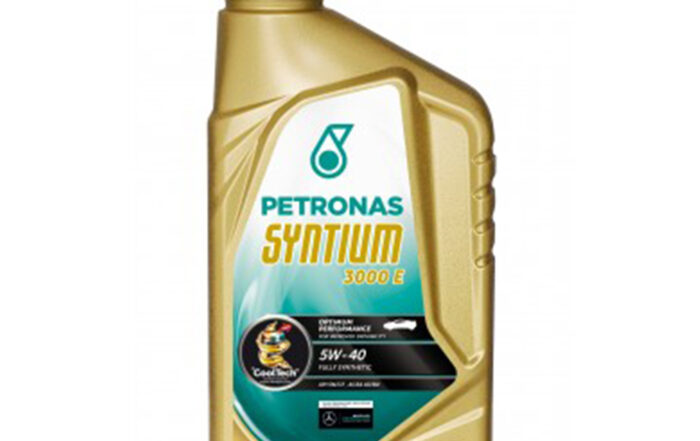 PETRONAS
SYNTIUM
3000 E
OPTIMUM
PERFORMANCE
5W-40
FULLY SYNTHETIC
CoolTech